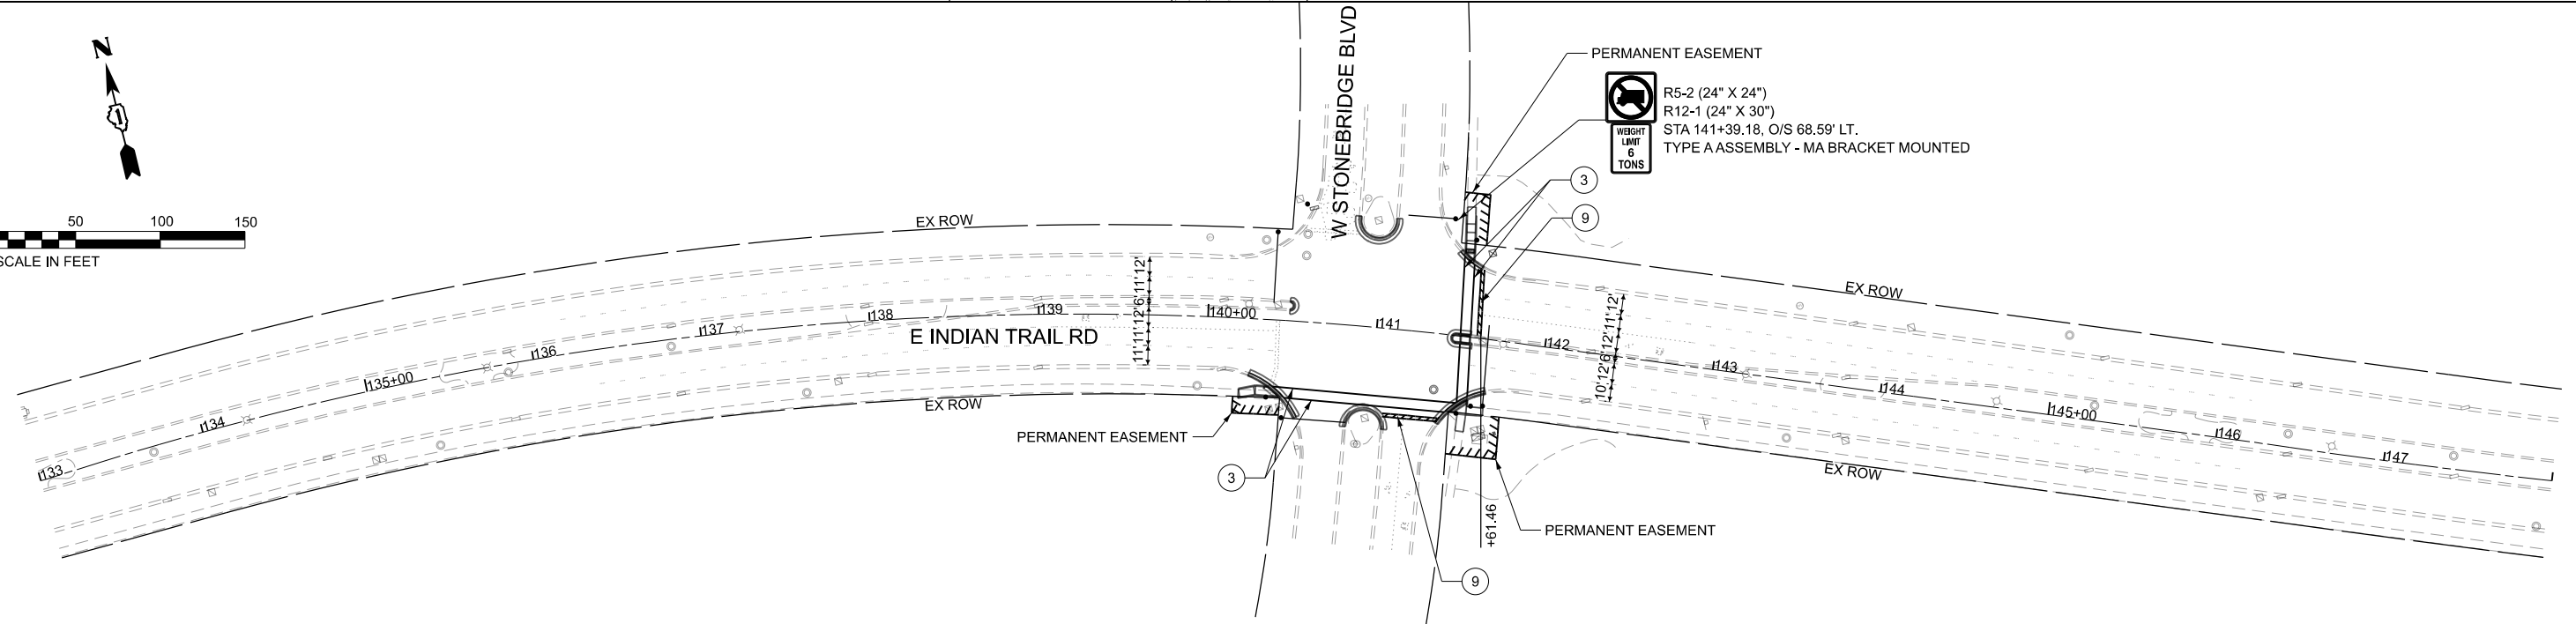 N
50 100 150
SCALE IN FEET
W STONEBRIDGE BLVD
PERMANENT EASEMENT
R5-2 (24" X 24")
R12-1 (24" X 30")
STA 141+39.18, O/S 68.59' LT.
TYPE A ASSEMBLY - MA BRACKET MOUNTED
WEIGHT
LIMIT
6
TONS
3
9
EX ROW
EX ROW
E INDIAN TRAIL RD
11' 11' 12' 6' 11' 12'
10' 12' 6' 12' 11' 12'
133
134
135+00
136
137
138
139
140+00
141
142
143
144
145+00
146
147
EX ROW
EX ROW
PERMANENT EASEMENT
3
+61.46
PERMANENT EASEMENT
9